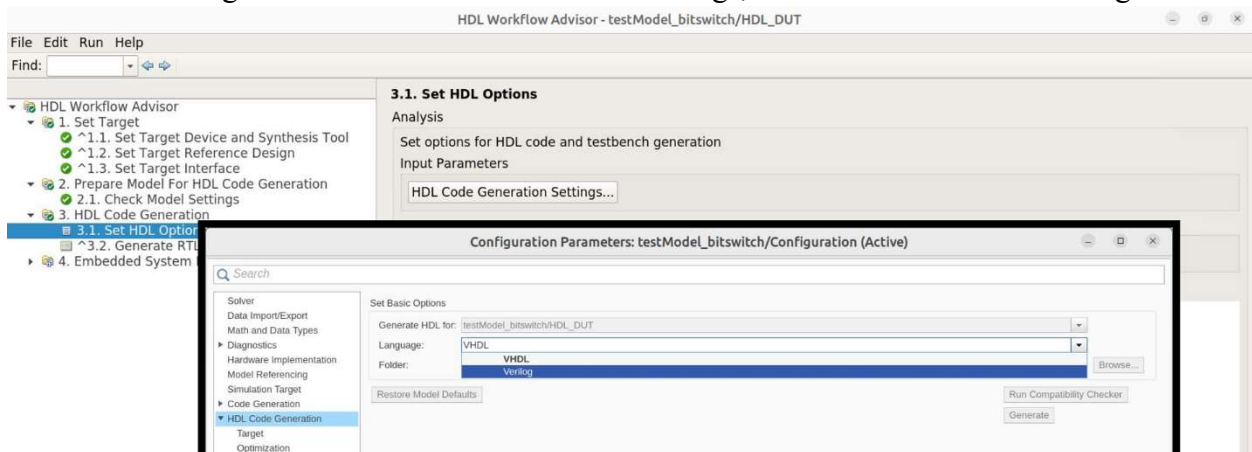 HDL Workflow Advisor - testModel_bitswitch/HDL_DUT
File Edit Run Help
Find:
HDL Workflow Advisor
1. Set Target
^1.1. Set Target Device and Synthesis Tool
^1.2. Set Target Reference Design
^1.3. Set Target Interface
2. Prepare Model For HDL Code Generation
2.1. Check Model Settings
3. HDL Code Generation
3.1. Set HDL Option
^3.2. Generate RTL
4. Embedded System
3.1. Set HDL Options
Analysis
Set options for HDL code and testbench generation
Input Parameters
HDL Code Generation Settings...
Configuration Parameters: testModel_bitswitch/Configuration (Active)
Search
Solver
Data Import/Export
Math and Data Types
Diagnostics
Hardware Implementation
Model Referencing
Simulation Target
Code Generation
HDL Code Generation
Target
Optimization
Set Basic Options
Generate HDL for: testModel_bitswitch/HDL_DUT
Language: VHDL
VHDL
Folder: Browse...
Verilog
Restore Model Defaults Run Compatibility Checker
Generate